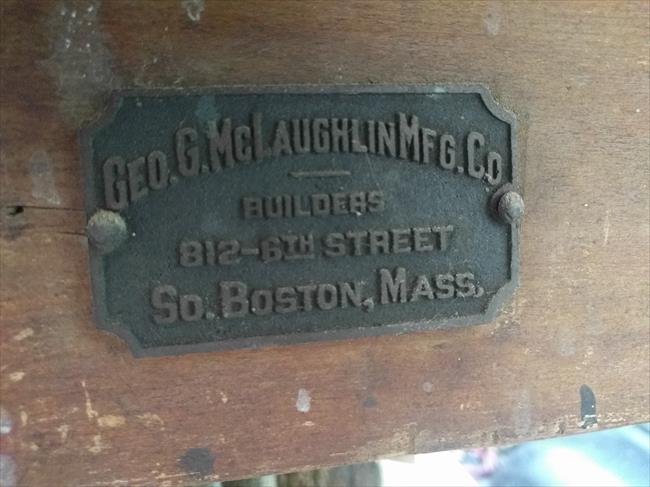 GEO. G. MCLAUGHLIN MFG. CO
BUILDERS
812-6TH STREET
SO. BOSTON, MASS.